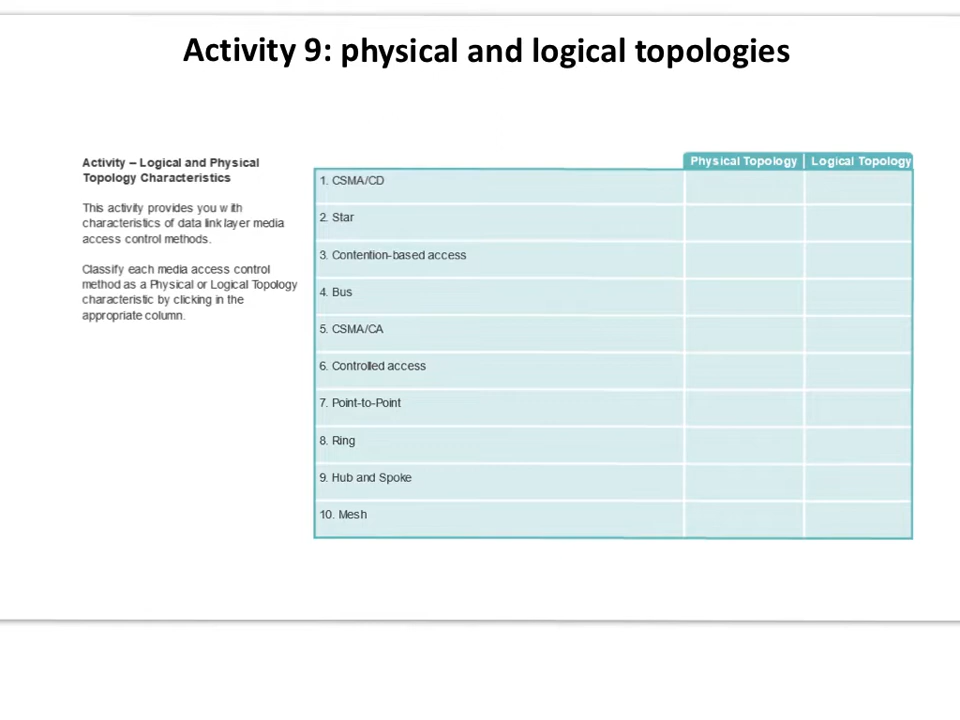 Activity 9: physical and logical topologies
Activity – Logical and Physical
Topology Characteristics
This activity provides you with
characteristics of data link layer media
access control methods.
Classify each media access control
method as a Physical or Logical Topology
characteristic by clicking in the
appropriate column.
Physical Topology | Logical Topology
1. CSMA/CD
2. Star
3. Contention-based access
4. Bus
5. CSMA/CA
6. Controlled access
7. Point-to-Point
8. Ring
9. Hub and Spoke
10. Mesh